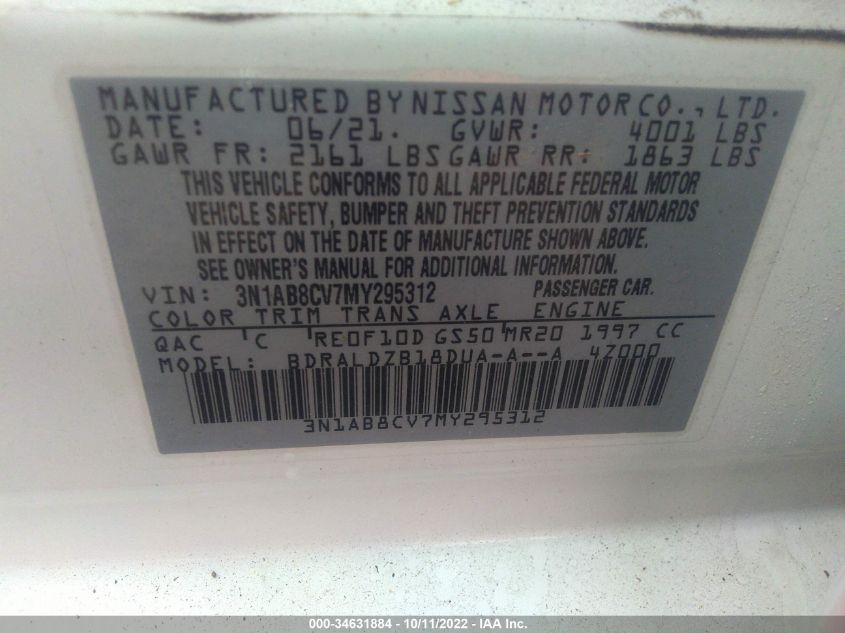 MANUFACTURED BY NISSAN MOTOR CO., LTD.
DATE: 06/21. GVWR: 4001 LBS
GAWR FR: 2161 LBS GAWR RR: 1863 LBS
THIS VEHICLE CONFORMS TO ALL APPLICABLE FEDERAL MOTOR
VEHICLE SAFETY, BUMPER AND THEFT PREVENTION STANDARDS
IN EFFECT ON THE DATE OF MANUFACTURE SHOWN ABOVE.
SEE OWNER'S MANUAL FOR ADDITIONAL INFORMATION.
VIN: 3N1AB8CV7MY295312 PASSENGER CAR.
COLOR TRIM TRANS AXLE ENGINE
QAC C RE0F10D GS50 MR20 1997 CC
MODEL: BDRALDZB18DUA-A--A 4Z000
3N1AB8CV7MY295312
000-34631884 - 10/11/2022 - IAAI.com